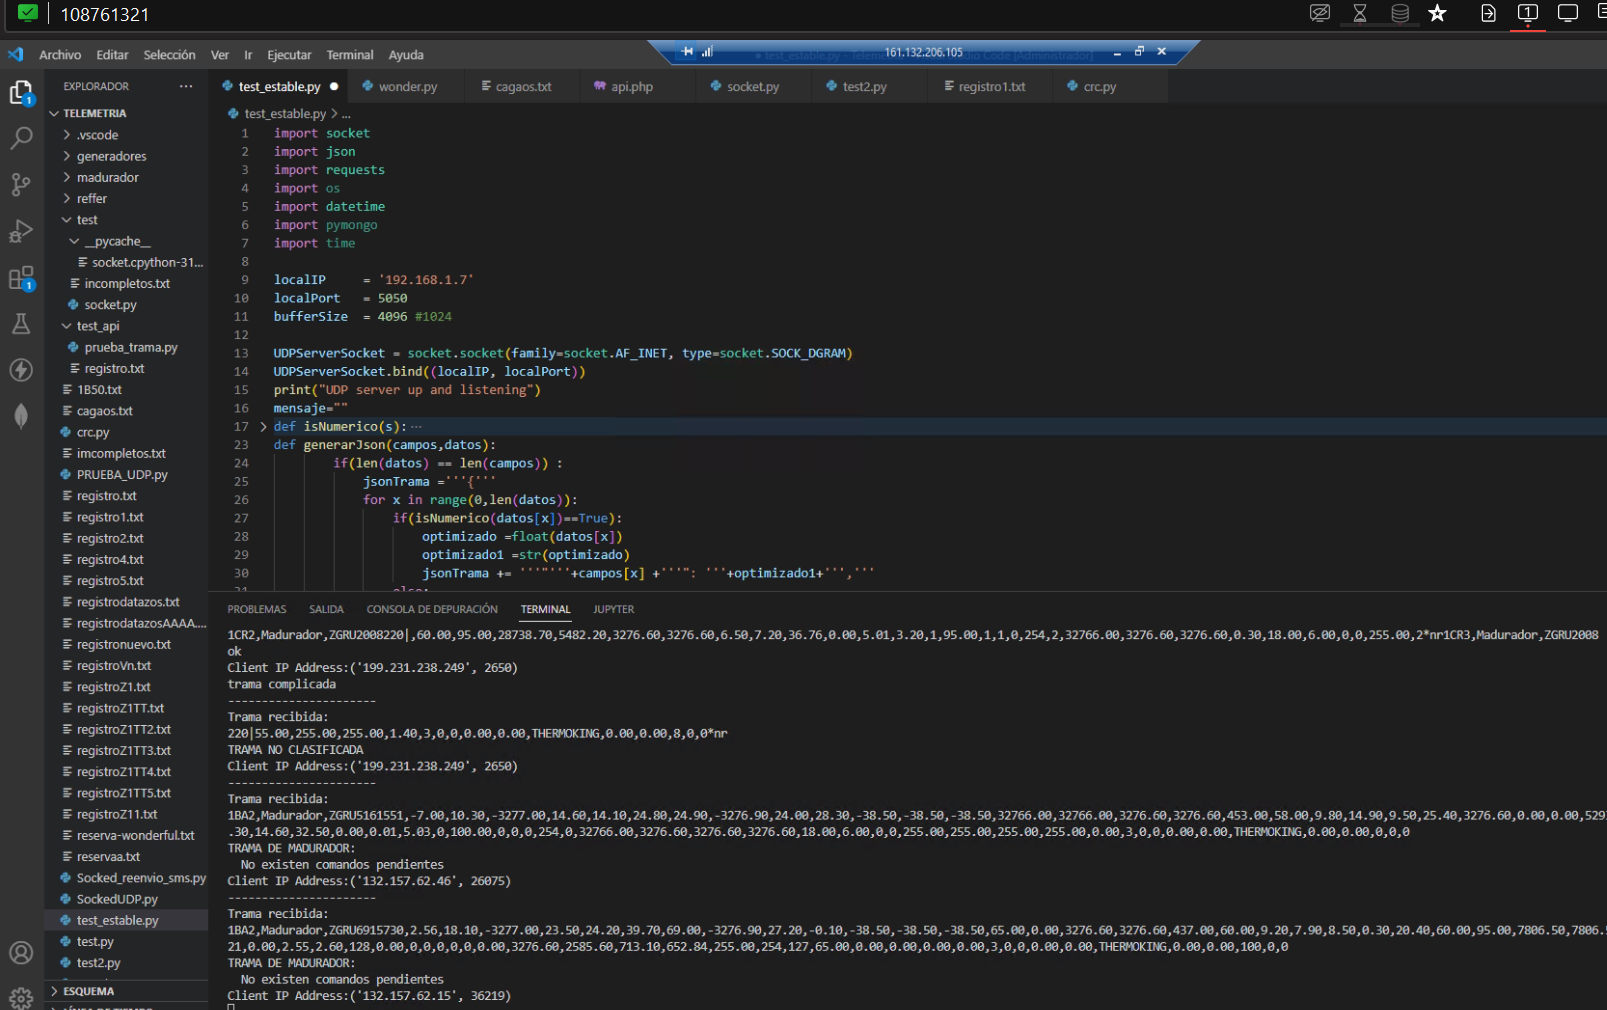 108761321
1
Archivo Editar Selección Ver Ir Ejecutar Terminal Ayuda
161.132.206.105
EXPLORADOR ...
TELEMETRIA
.vscode
generadores
madurador
reffer
test
__pycache__
socket.cpython-31...
incompletos.txt
socket.py
test_api
prueba_trama.py
registro.txt
1B50.txt
cagaos.txt
crc.py
imcompletos.txt
PRUEBA_UDP.py
registro.txt
registro1.txt
registro2.txt
registro4.txt
registro5.txt
registrodatazos.txt
registrodatazosAAAA....
registronuevo.txt
registroVn.txt
registroZ1.txt
registroZ1TT.txt
registroZ1TT2.txt
registroZ1TT3.txt
registroZ1TT4.txt
registroZ1TT5.txt
registroZ11.txt
reserva-wonderful.txt
reservaa.txt
Socked_reenvio_sms.py
SockedUDP.py
test_estable.py
test.py
test2.py
ESQUEMA
1
1
test_estable.py wonder.py cagaos.txt api.php socket.py test2.py registro1.txt crc.py
test_estable.py > ...
1 import socket
2 import json
3 import requests
4 import os
5 import datetime
6 import pymongo
7 import time
8
9 localIP     = '192.168.1.7'
10 localPort   = 5050
11 bufferSize  = 4096 #1024
12
13 UDPServerSocket = socket.socket(family=socket.AF_INET, type=socket.SOCK_DGRAM)
14 UDPServerSocket.bind((localIP, localPort))
15 print("UDP server up and listening")
16 mensaje=""
17 def isNumerico(s): ...
23 def generarJson(campos,datos):
24 if(len(datos) == len(campos)) :
25 jsonTrama ='''{'''
26 for x in range(0,len(datos)):
27 if(isNumerico(datos[x])==True):
28 optimizado =float(datos[x])
29 optimizado1 =str(optimizado)
30 jsonTrama += '''"'''+campos[x] +'''": '''+optimizado1+''','''
31 else:
PROBLEMAS SALIDA CONSOLA DE DEPURACIÓN TERMINAL JUPYTER
1CR2,Madurador,ZGRU2008220|,60.00,95.00,28738.70,5482.20,3276.60,3276.60,6.50,7.20,36.76,0.00,5.01,3.20,1,95.00,1,1,0,254,2,32766.00,3276.60,3276.60,0.30,18.00,6.00,0,0,255.00,2*nr1CR3,Madurador,ZGRU2008
ok
Client IP Address:('199.231.238.249', 2650)
trama complicada
----------------------
Trama recibida:
220|55.00,255.00,255.00,1.40,3,0,0,0.00,0.00,THERMOKING,0.00,0.00,8,0,0*nr
TRAMA NO CLASIFICADA
Client IP Address:('199.231.238.249', 2650)
----------------------
Trama recibida:
1BA2,Madurador,ZGRU5161551,-7.00,10.30,-3277.00,14.60,14.10,24.80,24.90,-3276.90,24.00,28.30,-38.50,-38.50,-38.50,32766.00,32766.00,3276.60,3276.60,453.00,58.00,9.80,14.90,9.50,25.40,3276.60,0.00,0.00,529
.30,14.60,32.50,0.00,0.01,5.03,0,100.00,0,0,0,254,0,32766.00,3276.60,3276.60,3276.60,18.00,6.00,0,0,255.00,255.00,255.00,255.00,0.00,3,0,0,0.00,0.00,THERMOKING,0.00,0.00,0,0,0
TRAMA DE MADURADOR:
No existen comandos pendientes
Client IP Address:('132.157.62.46', 26075)
----------------------
Trama recibida:
1BA2,Madurador,ZGRU6915730,2.56,18.10,-3277.00,23.50,24.20,39.70,69.00,-3276.90,27.20,-0.10,-38.50,-38.50,-38.50,65.00,0.00,3276.60,3276.60,437.00,60.00,9.20,7.90,8.50,0.30,20.40,60.00,95.00,7806.50,7806.
21,0.00,2.55,2.60,128,0.00,0,0,0,0,0.00,3276.60,2585.60,713.10,652.84,255.00,254,127,65.00,0.00,0.00,0.00,0.00,3,0,0,0.00,0.00,THERMOKING,0.00,0.00,100,0,0
TRAMA DE MADURADOR:
No existen comandos pendientes
Client IP Address:('132.157.62.15', 36219)